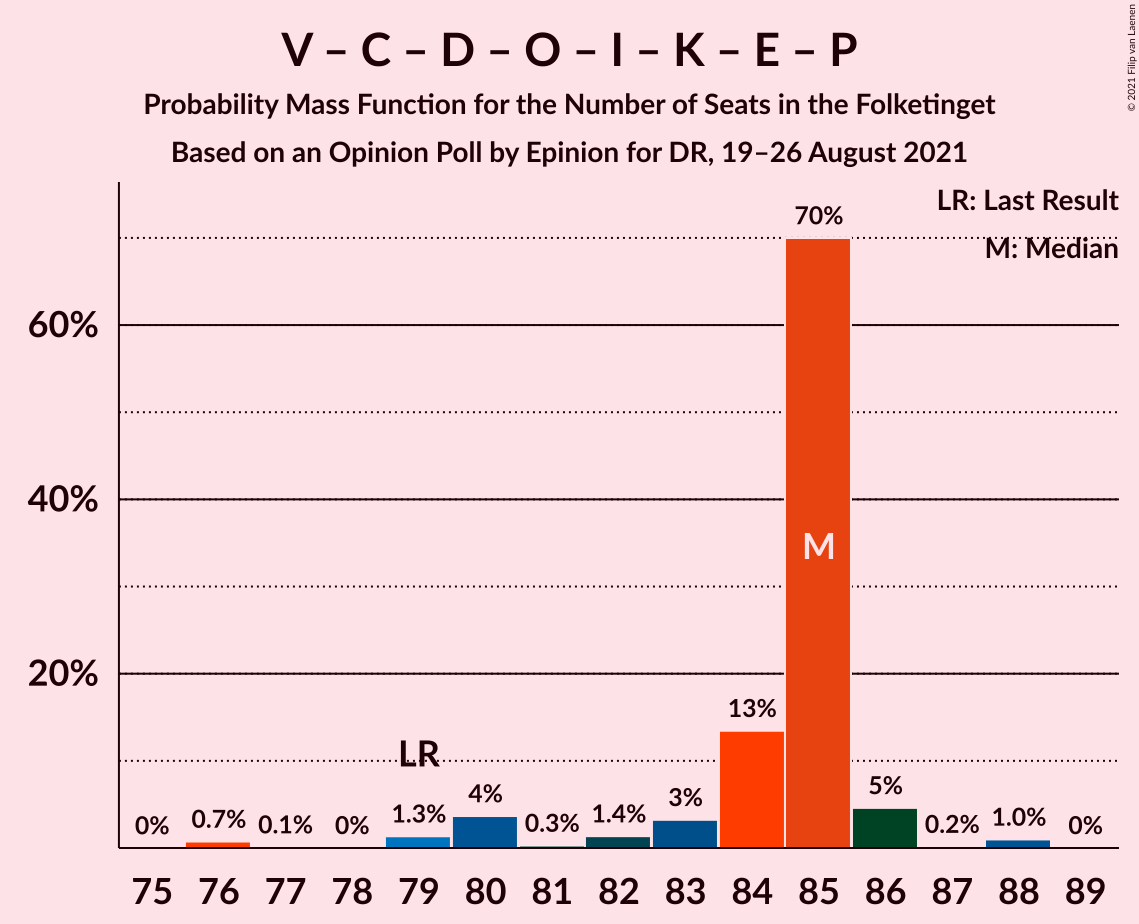 V – C – D – O – I – K – E – P
Probability Mass Function for the Number of Seats in the Folketinget
Based on an Opinion Poll by Epinion for DR, 19–26 August 2021
© 2021 Filip van Laenen
LR: Last Result
M: Median
70%
60%
40%
20%
M
LR
0%
0.7%
0.1%
0%
1.3%
4%
0.3%
1.4%
3%
13%
5%
0.2%
1.0%
0%
75 76 77 78 79 80 81 82 83 84 85 86 87 88 89